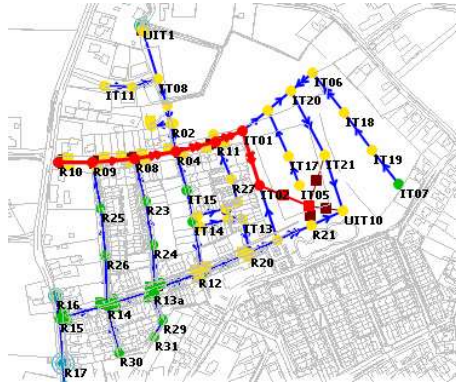 UIT1
IT08
IT11
IT06
IT20
R02
IT18
IT01
R11
R04
R08
R09
R10
IT19
IT17
IT21
IT07
IT02
IT05
R27
IT15
R23
R25
UIT10
IT14
IT13
R21
R24
R20
R26
R12
R13a
R16
R14
R15
R29
R31
R30
R17